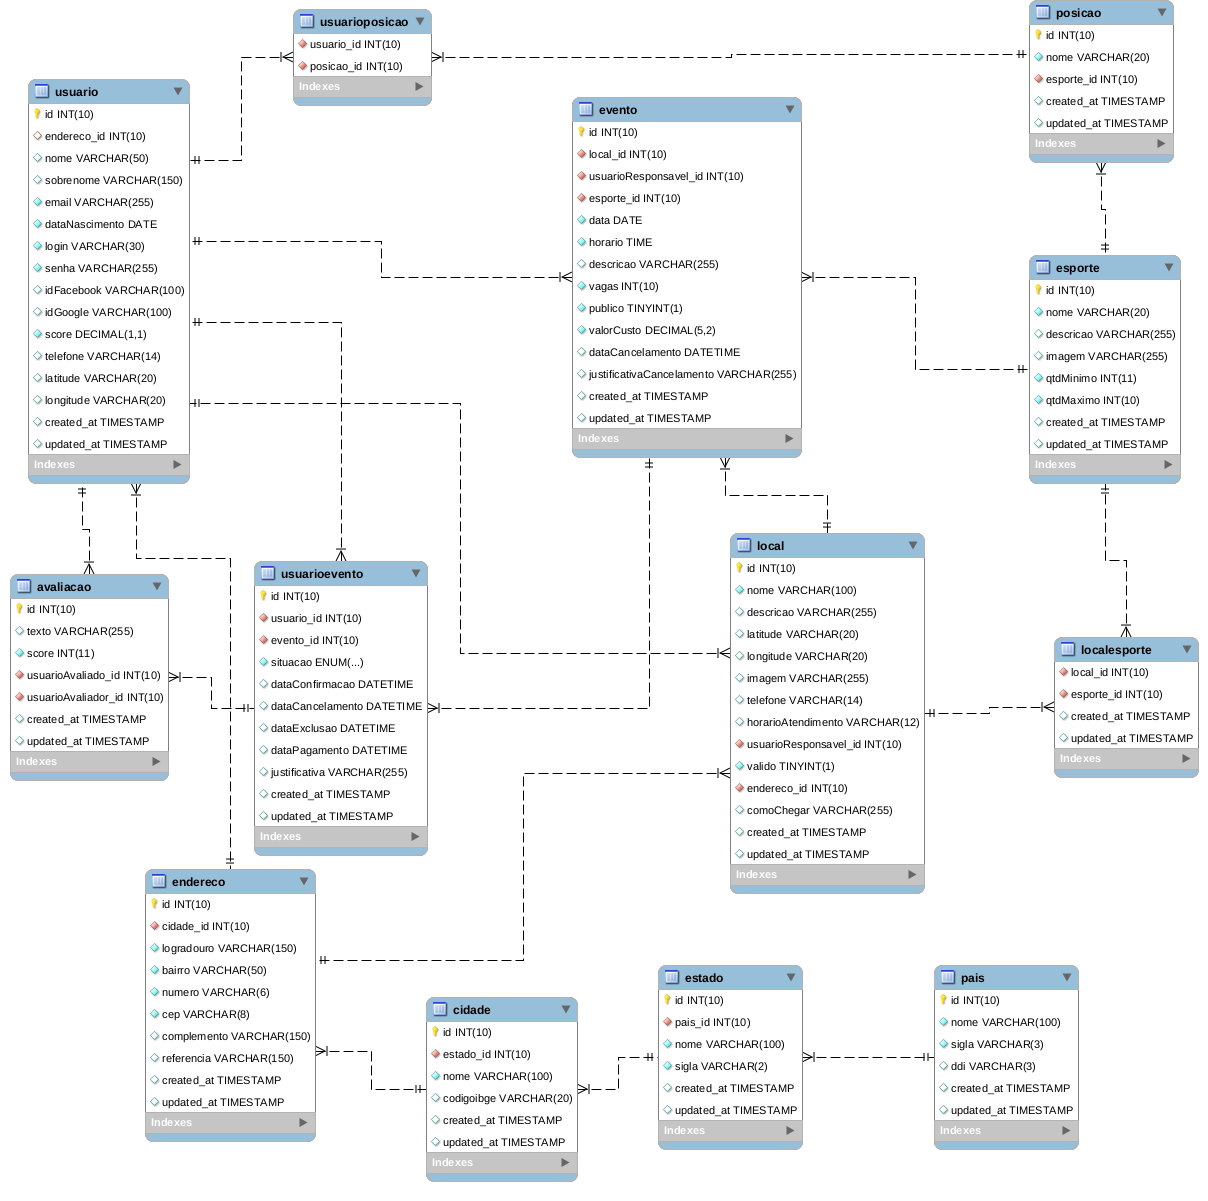 usuarioposicao
usuario_id INT(10)
posicao_id INT(10)
Indexes
posicao
id INT(10)
nome VARCHAR(20)
esporte_id INT(10)
created_at TIMESTAMP
updated_at TIMESTAMP
Indexes
usuario
id INT(10)
endereco_id INT(10)
nome VARCHAR(50)
sobrenome VARCHAR(150)
email VARCHAR(255)
dataNascimento DATE
login VARCHAR(30)
senha VARCHAR(255)
idFacebook VARCHAR(100)
idGoogle VARCHAR(100)
score DECIMAL(1,1)
telefone VARCHAR(14)
latitude VARCHAR(20)
longitude VARCHAR(20)
created_at TIMESTAMP
updated_at TIMESTAMP
Indexes
evento
id INT(10)
local_id INT(10)
usuarioResponsavel_id INT(10)
esporte_id INT(10)
data DATE
horario TIME
descricao VARCHAR(255)
vagas INT(10)
publico TINYINT(1)
valorCusto DECIMAL(5,2)
dataCancelamento DATETIME
justificativaCancelamento VARCHAR(255)
created_at TIMESTAMP
updated_at TIMESTAMP
Indexes
esporte
id INT(10)
nome VARCHAR(20)
descricao VARCHAR(255)
imagem VARCHAR(255)
qtdMinimo INT(11)
qtdMaximo INT(10)
created_at TIMESTAMP
updated_at TIMESTAMP
Indexes
avaliacao
id INT(10)
texto VARCHAR(255)
score INT(11)
usuarioAvaliado_id INT(10)
usuarioAvaliador_id INT(10)
created_at TIMESTAMP
updated_at TIMESTAMP
Indexes
usuarioevento
id INT(10)
usuario_id INT(10)
evento_id INT(10)
situacao ENUM(...)
dataConfirmacao DATETIME
dataCancelamento DATETIME
dataExclusao DATETIME
dataPagamento DATETIME
justificativa VARCHAR(255)
created_at TIMESTAMP
updated_at TIMESTAMP
Indexes
local
id INT(10)
nome VARCHAR(100)
descricao VARCHAR(255)
latitude VARCHAR(20)
longitude VARCHAR(20)
imagem VARCHAR(255)
telefone VARCHAR(14)
horarioAtendimento VARCHAR(12)
usuarioResponsavel_id INT(10)
valido TINYINT(1)
endereco_id INT(10)
comoChegar VARCHAR(255)
created_at TIMESTAMP
updated_at TIMESTAMP
Indexes
localesporte
local_id INT(10)
esporte_id INT(10)
created_at TIMESTAMP
updated_at TIMESTAMP
Indexes
endereco
id INT(10)
cidade_id INT(10)
logradouro VARCHAR(150)
bairro VARCHAR(50)
numero VARCHAR(6)
cep VARCHAR(8)
complemento VARCHAR(150)
referencia VARCHAR(150)
created_at TIMESTAMP
updated_at TIMESTAMP
Indexes
cidade
id INT(10)
estado_id INT(10)
nome VARCHAR(100)
codigoibge VARCHAR(20)
created_at TIMESTAMP
updated_at TIMESTAMP
Indexes
estado
id INT(10)
pais_id INT(10)
nome VARCHAR(100)
sigla VARCHAR(2)
created_at TIMESTAMP
updated_at TIMESTAMP
Indexes
pais
id INT(10)
nome VARCHAR(100)
sigla VARCHAR(3)
ddi VARCHAR(3)
created_at TIMESTAMP
updated_at TIMESTAMP
Indexes